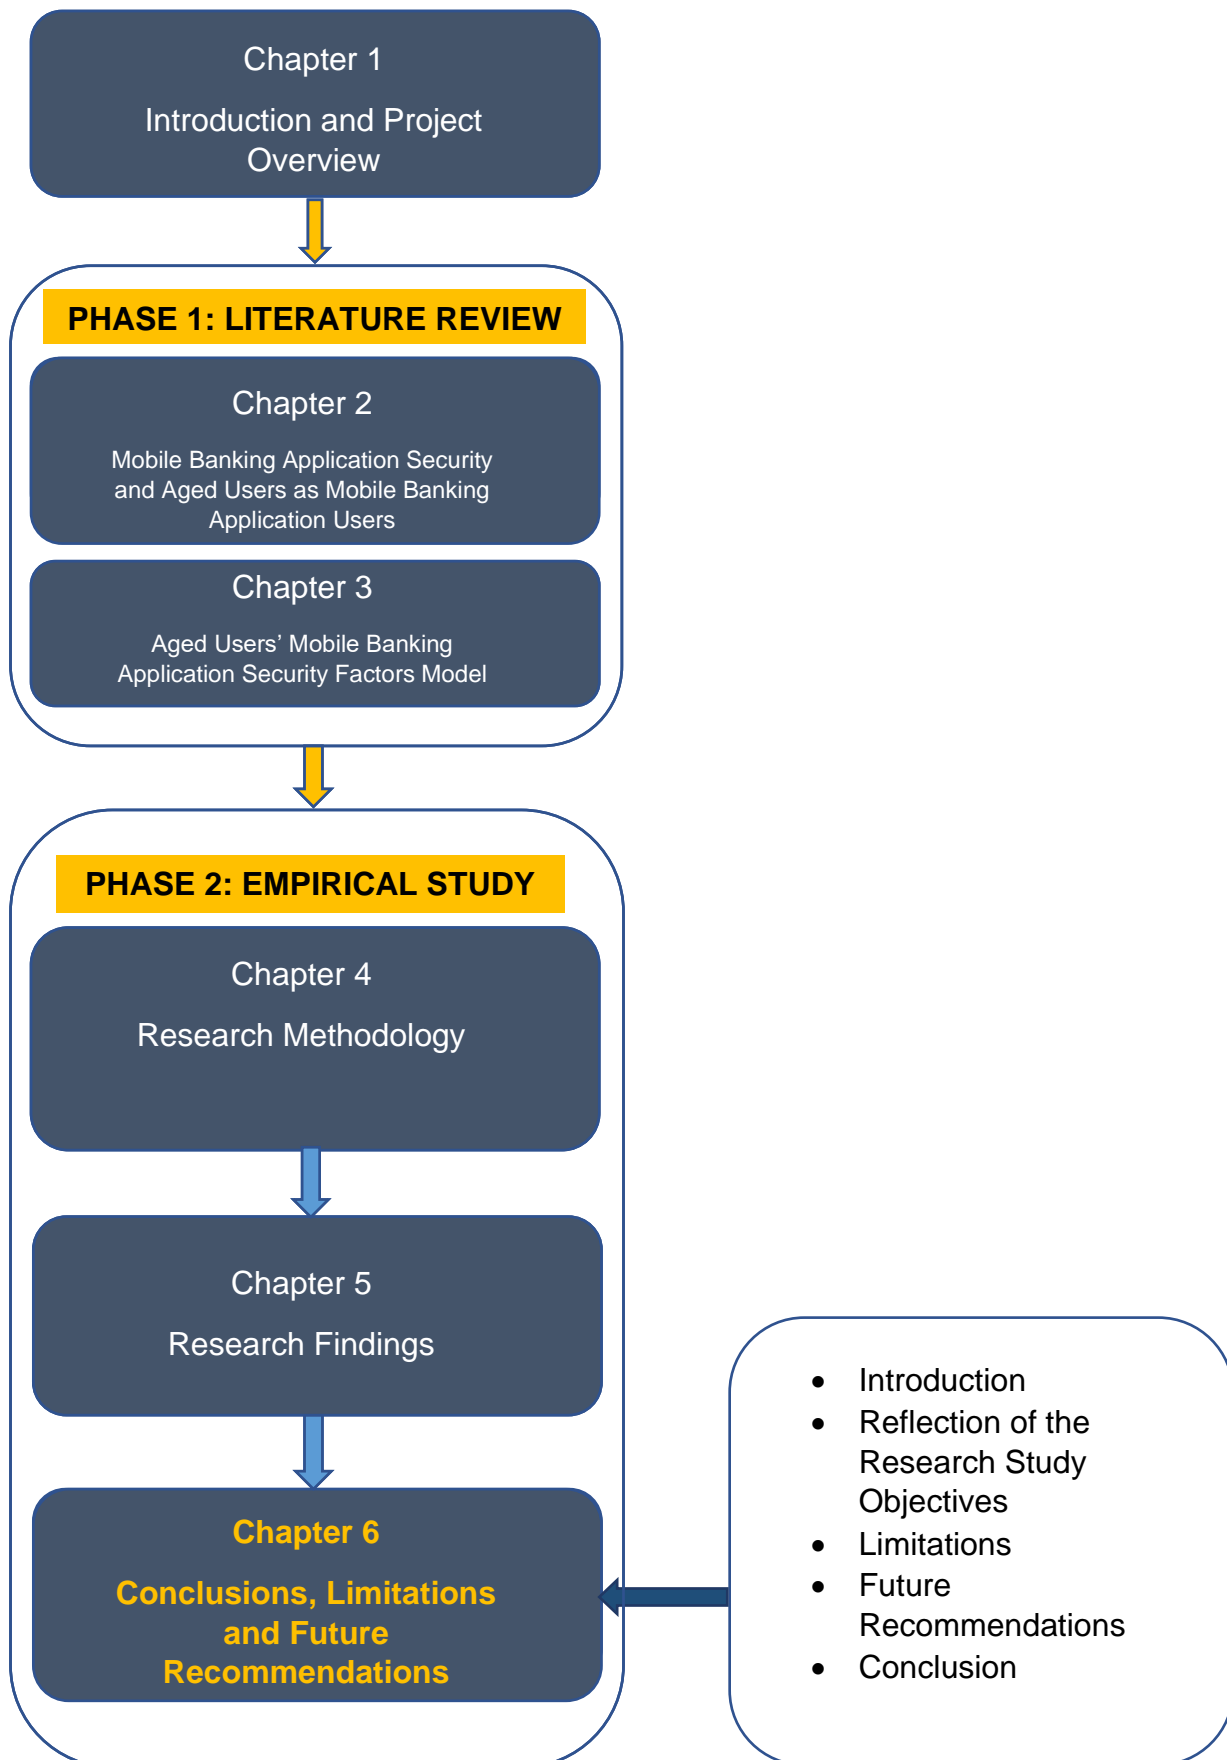 Chapter 1
Introduction and Project
Overview
PHASE 1: LITERATURE REVIEW
Chapter 2
Mobile Banking Application Security
and Aged Users as Mobile Banking
Application Users
Chapter 3
Aged Users’ Mobile Banking
Application Security Factors Model
PHASE 2: EMPIRICAL STUDY
Chapter 4
Research Methodology
Chapter 5
Research Findings
Chapter 6
Conclusions, Limitations
and Future
Recommendations
• Introduction
• Reflection of the
Research Study
Objectives
• Limitations
• Future
Recommendations
• Conclusion